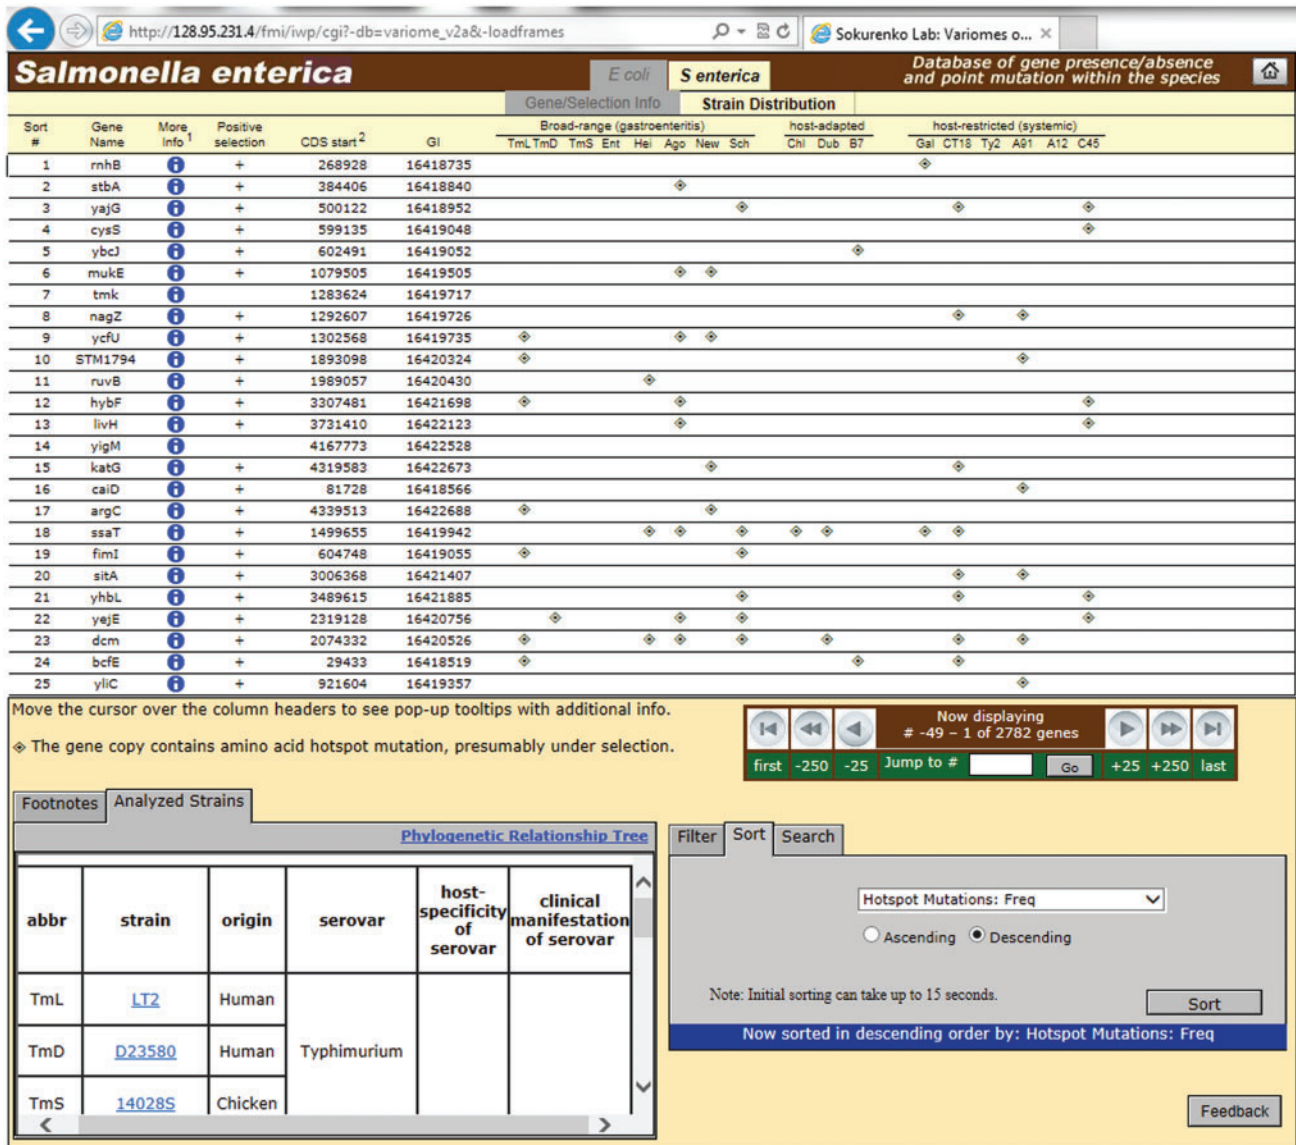 http://128.95.231.4/fmi/iwp/cgi?-db=variome_v2a&-loadframes
Sokurenko Lab: Variomes o... ×
Salmonella enterica
E coli
S enterica
Database of gene presence/absence
and point mutation within the species
Gene/Selection Info
Strain Distribution
Sort # Gene Name More Info 1 Positive selection CDS start 2 GI
Broad-range (gastroenteritis) host-adapted host-restricted (systemic)
TmL TmD TmS Ent Hei Ago New Sch Chl Dub B7 Gal CT18 Ty2 A91 A12 C45
1 rnhB i + 268928 16418735
2 stbA i + 384406 16418840
3 yajG i + 500122 16418952
4 cysS i + 599135 16419048
5 ybcJ i + 602491 16419052
6 mukE i + 1079505 16419505
7 tmk i 1283624 16419717
8 nagZ i + 1292607 16419726
9 ycfU i + 1302568 16419735
10 STM1794 i + 1893098 16420324
11 ruvB i + 1989057 16420430
12 hybF i + 3307481 16421698
13 livH i + 3731410 16422123
14 yigM i 4167773 16422528
15 katG i + 4319583 16422673
16 caiD i + 81728 16418566
17 argC i + 4339513 16422688
18 ssaT i + 1499655 16419942
19 fimI i + 604748 16419055
20 sitA i + 3006368 16421407
21 yhbL i + 3489615 16421885
22 yejE i + 2319128 16420756
23 dcm i + 2074332 16420526
24 bcfE i + 29433 16418519
25 yliC i + 921604 16419357
Move the cursor over the column headers to see pop-up tooltips with additional info.
The gene copy contains amino acid hotspot mutation, presumably under selection.
Now displaying
# -49 – 1 of 2782 genes
first -250 -25 Jump to # Go +25 +250 last
Footnotes Analyzed Strains
Phylogenetic Relationship Tree
abbr strain origin serovar host-specificity of serovar clinical manifestation of serovar
TmL LT2 Human
TmD D23580 Human Typhimurium
TmS 14028S Chicken
Filter Sort Search
Hotspot Mutations: Freq
Ascending Descending
Note: Initial sorting can take up to 15 seconds.
Sort
Now sorted in descending order by: Hotspot Mutations: Freq
Feedback